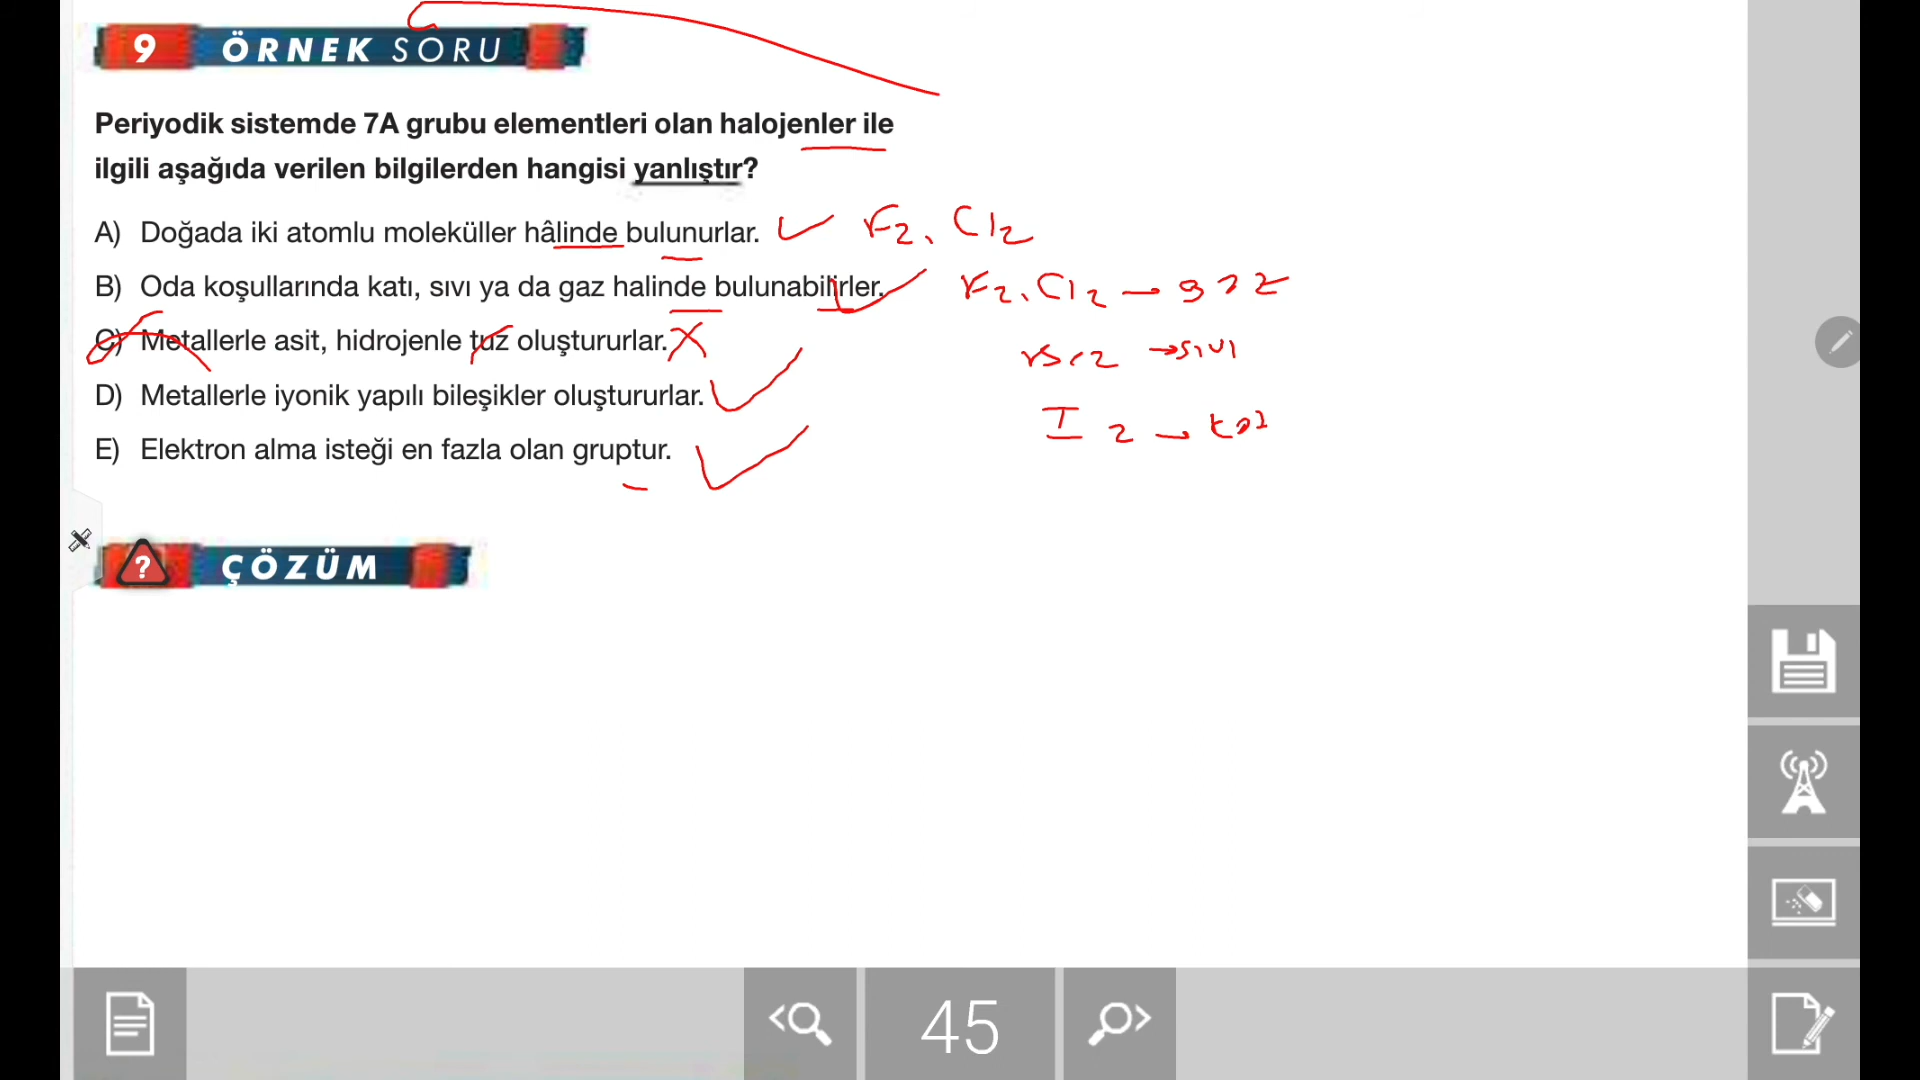 9 ÖRNEK SORU
Periyodik sistemde 7A grubu elementleri olan halojenler ile
ilgili aşağıda verilen bilgilerden hangisi yanlıştır?
A) Doğada iki atomlu moleküller hâlinde bulunurlar. F2, Cl2
B) Oda koşullarında katı, sıvı ya da gaz halinde bulunabilirler. F2, Cl2 → gaz
C) Metallerle asit, hidrojenle tuz oluştururlar.
Br2 → sıvı
D) Metallerle iyonik yapılı bileşikler oluştururlar.
I2 → katı
E) Elektron alma isteği en fazla olan gruptur.
? ÇÖZÜM
45